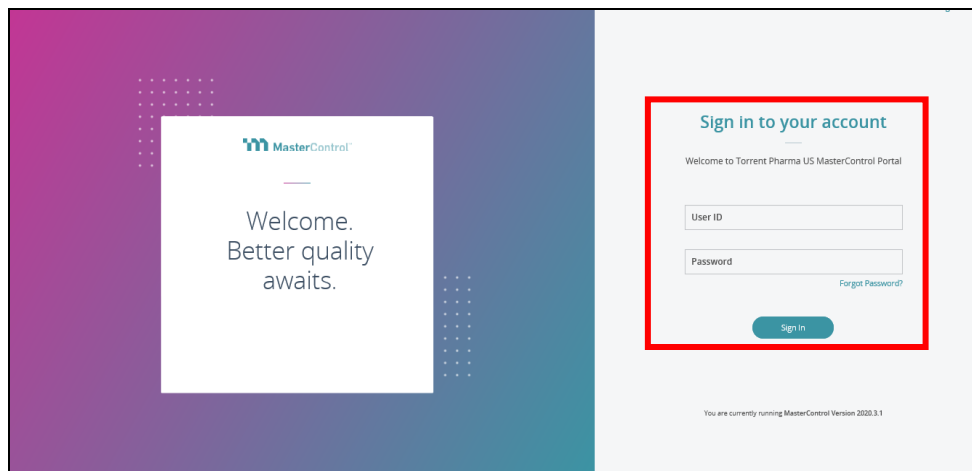 MasterControl
Welcome.
Better quality
awaits.
Sign in to your account
Welcome to Torrent Pharma US MasterControl Portal
User ID
Password
Forgot Password?
Sign In
You are currently running MasterControl Version 2020.3.1